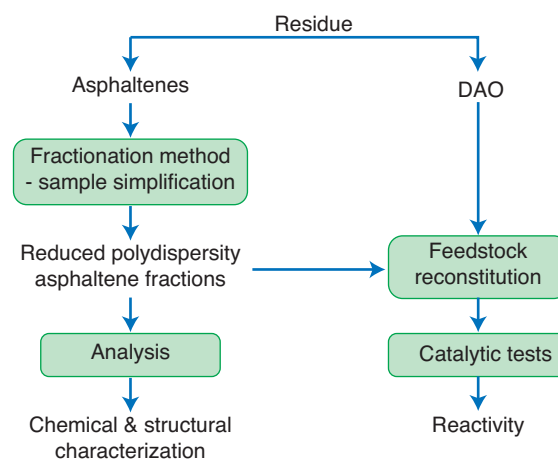 Residue
Asphaltenes
DAO
Fractionation method
- sample simplification
Reduced polydispersity
asphaltene fractions
Feedstock
reconstitution
Analysis
Catalytic tests
Chemical & structural
characterization
Reactivity